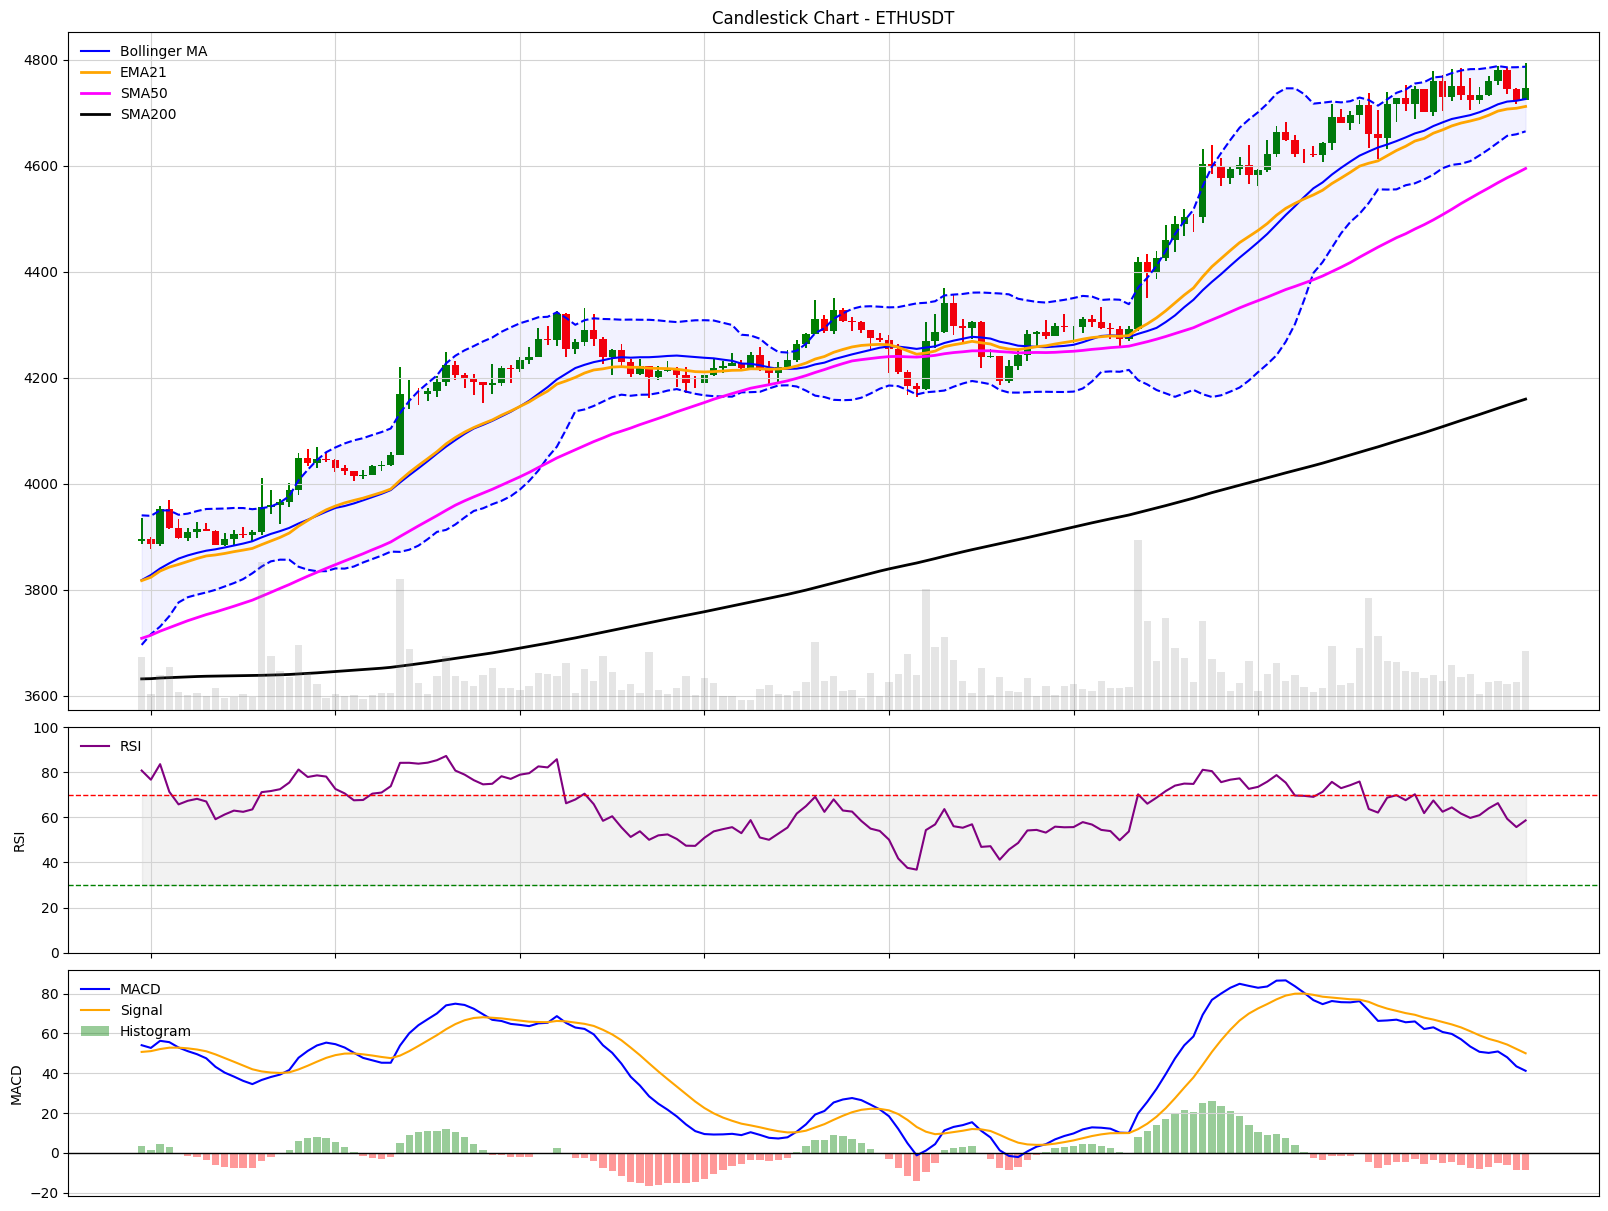 Candlestick Chart - ETHUSDT
Bollinger MA
EMA21
SMA50
SMA200
4800
4600
4400
4200
4000
3800
3600
RSI
100
80
60
40
20
0
RSI
MACD
Signal
Histogram
80
60
40
20
0
−20
MACD